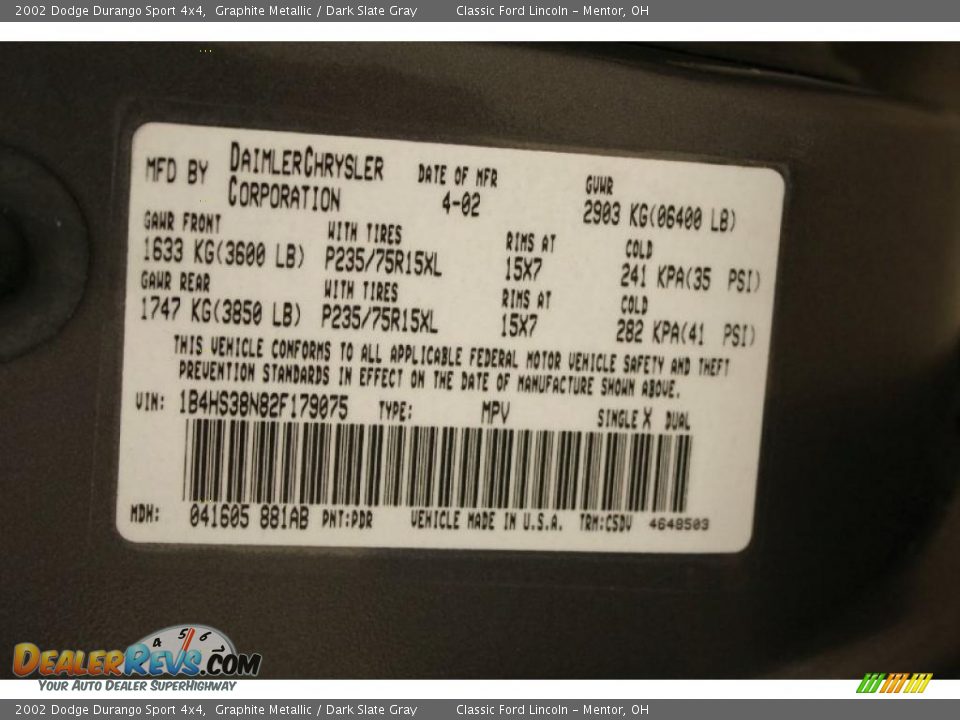 2002 Dodge Durango Sport 4x4, Graphite Metallic / Dark Slate Gray Classic Ford Lincoln - Mentor, OH
MFD BY DAIMLERCHRYSLER CORPORATION DATE OF MFR 4-02 GVWR 2903 KG(06400 LB)
GAWR FRONT WITH TIRES RIMS AT COLD
1633 KG(3600 LB) P235/75R15XL 15X7 241 KPA(35 PSI)
GAWR REAR WITH TIRES RIMS AT COLD
1747 KG(3850 LB) P235/75R15XL 15X7 282 KPA(41 PSI)
THIS VEHICLE CONFORMS TO ALL APPLICABLE FEDERAL MOTOR VEHICLE SAFETY AND THEFT
PREVENTION STANDARDS IN EFFECT ON THE DATE OF MANUFACTURE SHOWN ABOVE.
VIN: 1B4HS38N82F179075 TYPE: MPV SINGLE X DUAL
MDH: 041605 881AB PNT:PDR VEHICLE MADE IN U.S.A. TRM:CSDV 4648503
4 5 6
DEALERREVS.COM
YOUR AUTO DEALER SUPERHIGHWAY
2002 Dodge Durango Sport 4x4, Graphite Metallic / Dark Slate Gray Classic Ford Lincoln - Mentor, OH